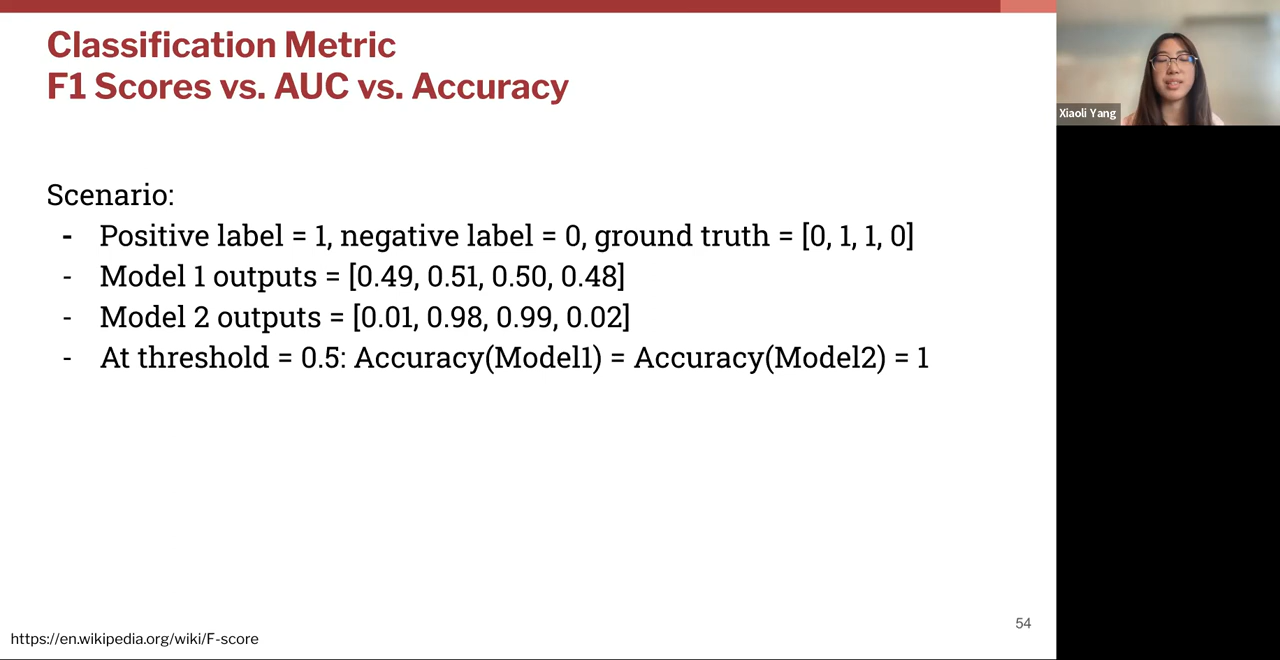 Classification Metric
F1 Scores vs. AUC vs. Accuracy
Scenario:
- Positive label = 1, negative label = 0, ground truth = [0, 1, 1, 0]
- Model 1 outputs = [0.49, 0.51, 0.50, 0.48]
- Model 2 outputs = [0.01, 0.98, 0.99, 0.02]
- At threshold = 0.5: Accuracy(Model1) = Accuracy(Model2) = 1
54
https://en.wikipedia.org/wiki/F-score
Xiaoli Yang